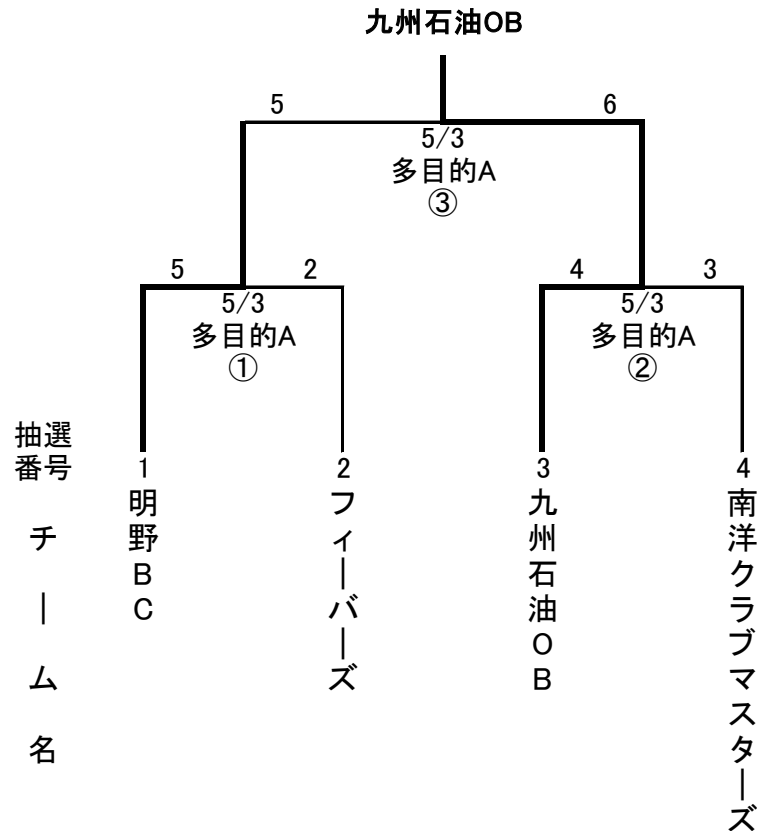 九州石油OB
5
6
5/3
多目的A
③
5
2
4
3
5/3
多目的A
①
5/3
多目的A
②
抽選
番号
1
2
3
4
チーム名
明野BC
フィーバーズ
九州石油OB
南洋クラブマスターズ